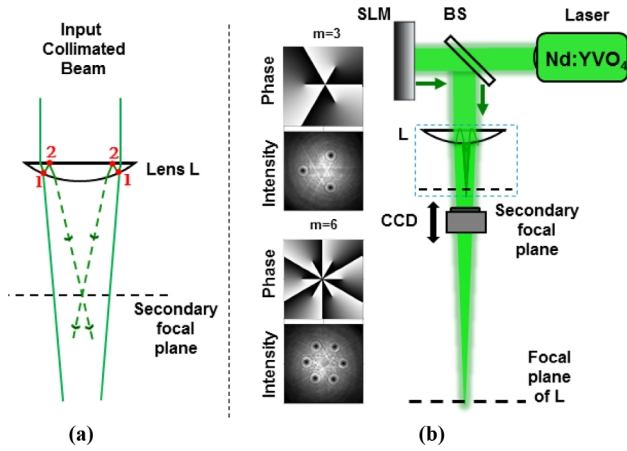 Input
Collimated
Beam
2
2
Lens L
1
1
Secondary
focal
plane
(a)
SLM
BS
Laser
Nd:YVO4
m=3
Phase
Intensity
m=6
Phase
Intensity
L
CCD
Secondary
focal
plane
Focal
plane
of L
(b)